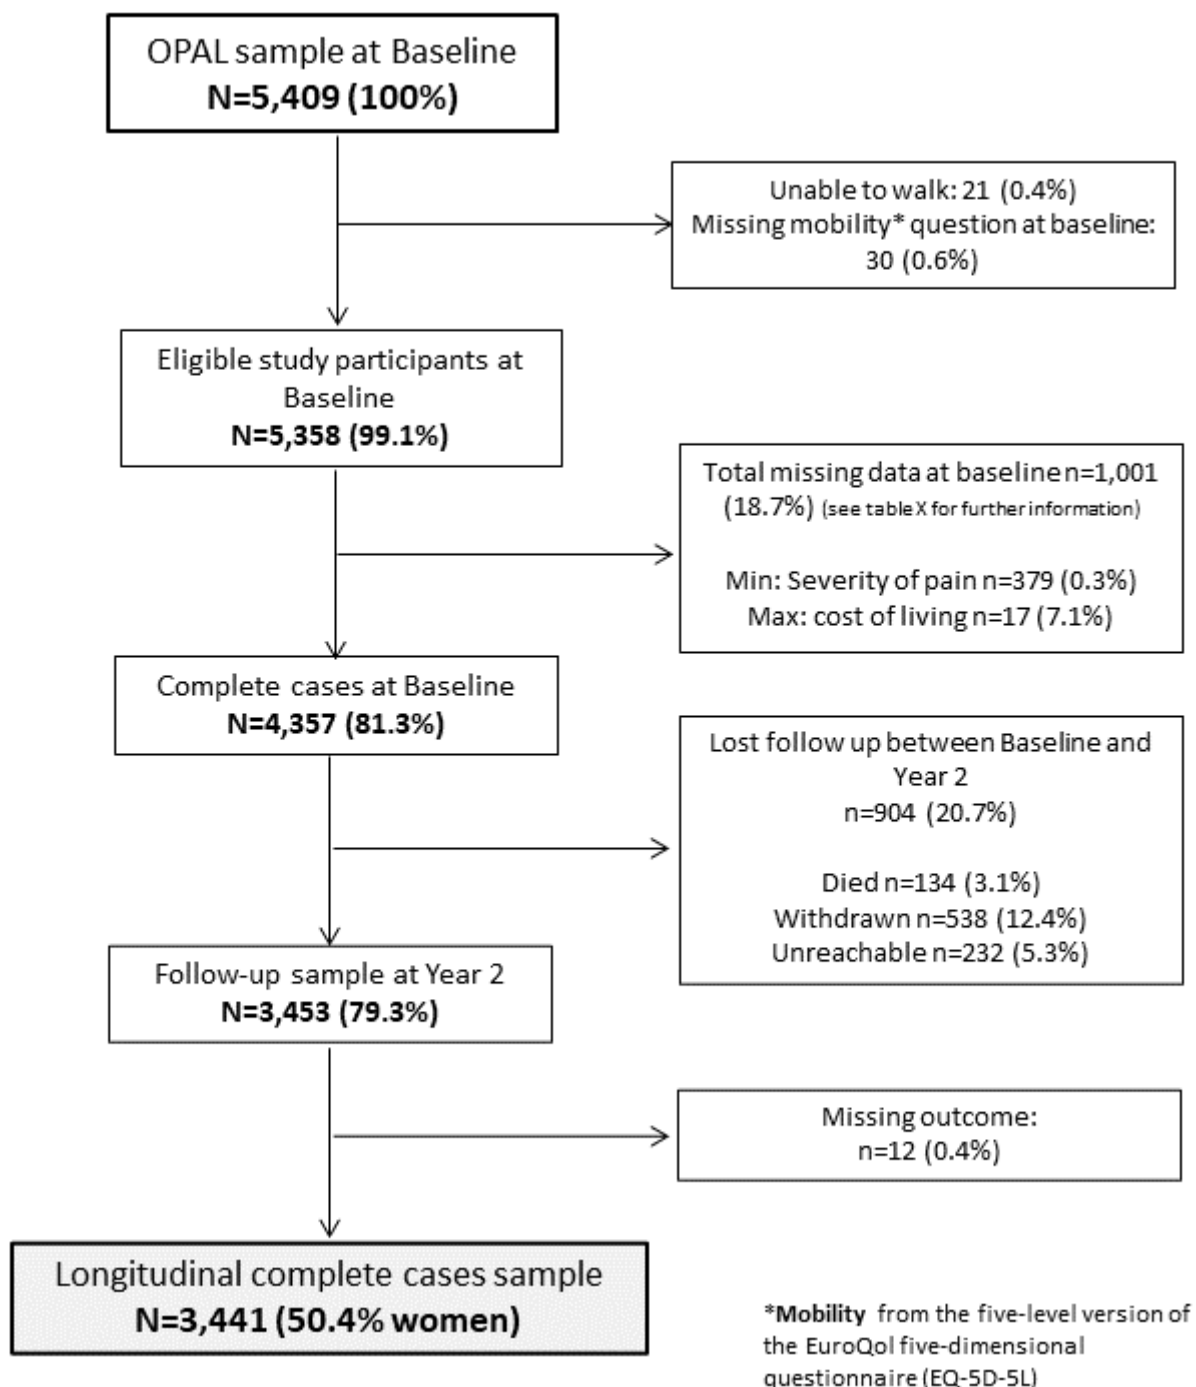 OPAL sample at Baseline
N=5,409 (100%)
Unable to walk: 21 (0.4%)
Missing mobility* question at baseline:
30 (0.6%)
Eligible study participants at
Baseline
N=5,358 (99.1%)
Total missing data at baseline n=1,001
(18.7%) (see table X for further information)
Min: Severity of pain n=379 (0.3%)
Max: cost of living n=17 (7.1%)
Complete cases at Baseline
N=4,357 (81.3%)
Lost follow up between Baseline and
Year 2
n=904 (20.7%)
Died n=134 (3.1%)
Withdrawn n=538 (12.4%)
Unreachable n=232 (5.3%)
Follow-up sample at Year 2
N=3,453 (79.3%)
Missing outcome:
n=12 (0.4%)
Longitudinal complete cases sample
N=3,441 (50.4% women)
*Mobility from the five-level version of
the EuroQol five-dimensional
questionnaire (EQ-5D-5L)